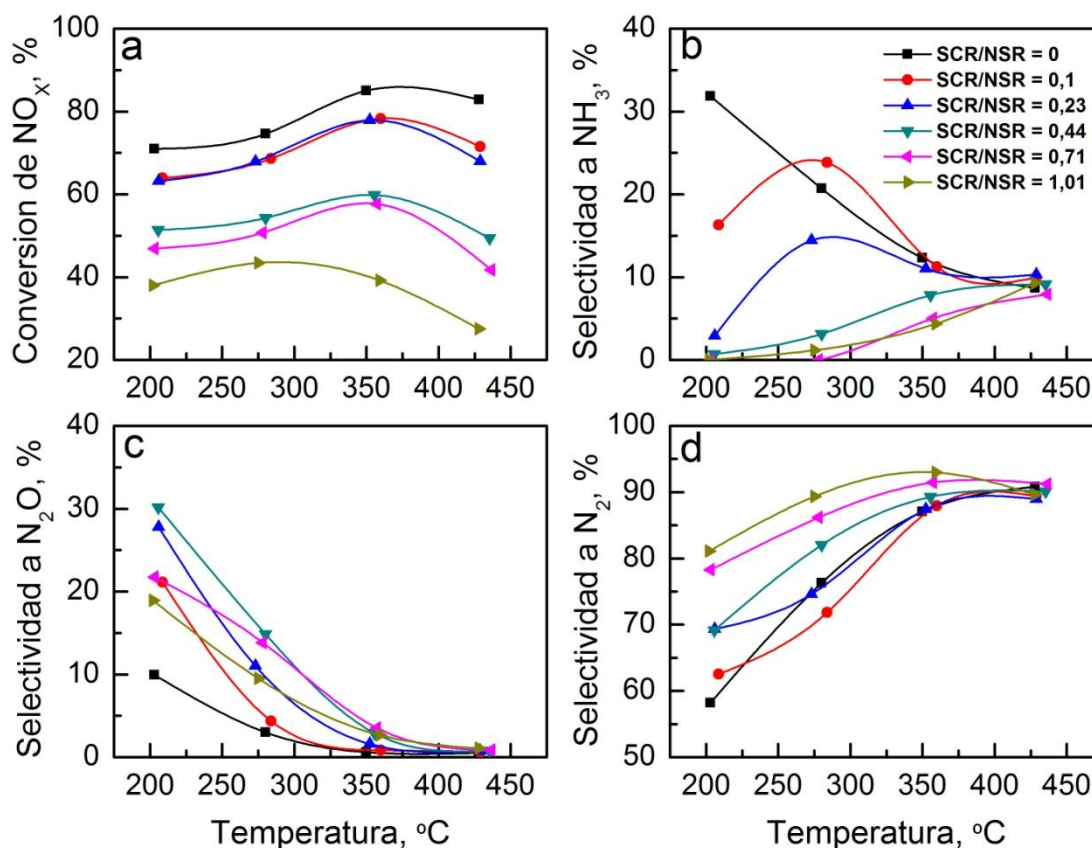 a
Conversion de NOX, %
100
80
60
40
20
200 250 300 350 400 450
b
Selectividad a NH3, %
40
30
20
10
0
200 250 300 350 400 450
SCR/NSR = 0
SCR/NSR = 0,1
SCR/NSR = 0,23
SCR/NSR = 0,44
SCR/NSR = 0,71
SCR/NSR = 1,01
c
Selectividad a N2O, %
40
30
20
10
0
200 250 300 350 400 450
Temperatura, ºC
d
Selectividad a N2, %
100
90
80
70
60
50
200 250 300 350 400 450
Temperatura, ºC